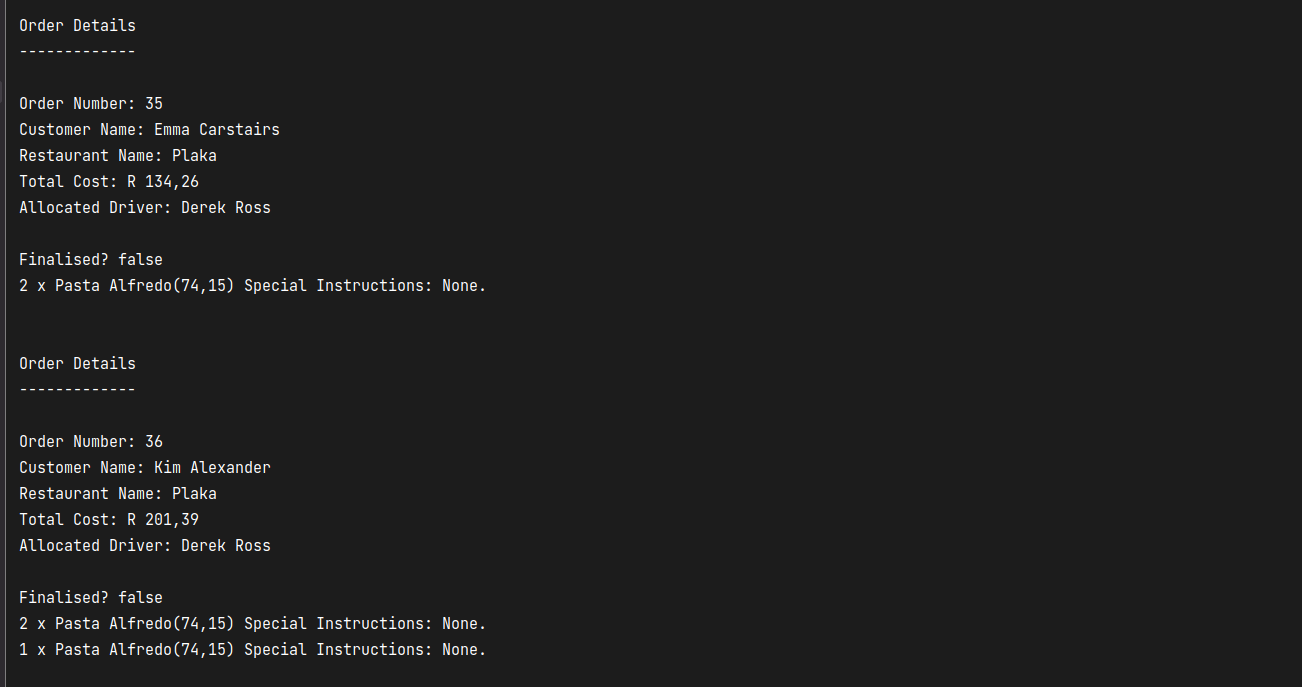 Order Details
-------------
Order Number: 35
Customer Name: Emma Carstairs
Restaurant Name: Plaka
Total Cost: R 134,26
Allocated Driver: Derek Ross
Finalised? false
2 x Pasta Alfredo(74,15) Special Instructions: None.
Order Details
-------------
Order Number: 36
Customer Name: Kim Alexander
Restaurant Name: Plaka
Total Cost: R 201,39
Allocated Driver: Derek Ross
Finalised? false
2 x Pasta Alfredo(74,15) Special Instructions: None.
1 x Pasta Alfredo(74,15) Special Instructions: None.